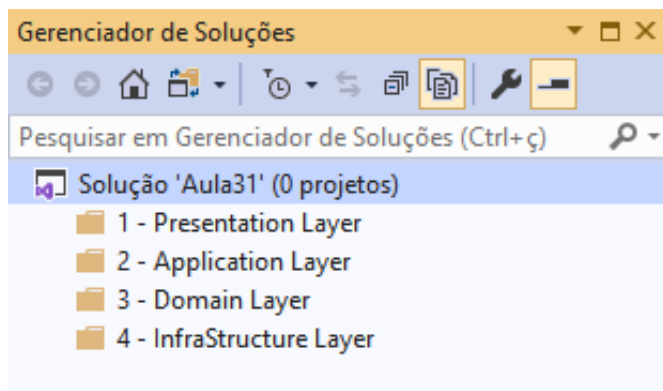 Gerenciador de Soluções
Pesquisar em Gerenciador de Soluções (Ctrl+ç)
Solução 'Aula31' (0 projetos)
1 - Presentation Layer
2 - Application Layer
3 - Domain Layer
4 - InfraStructure Layer